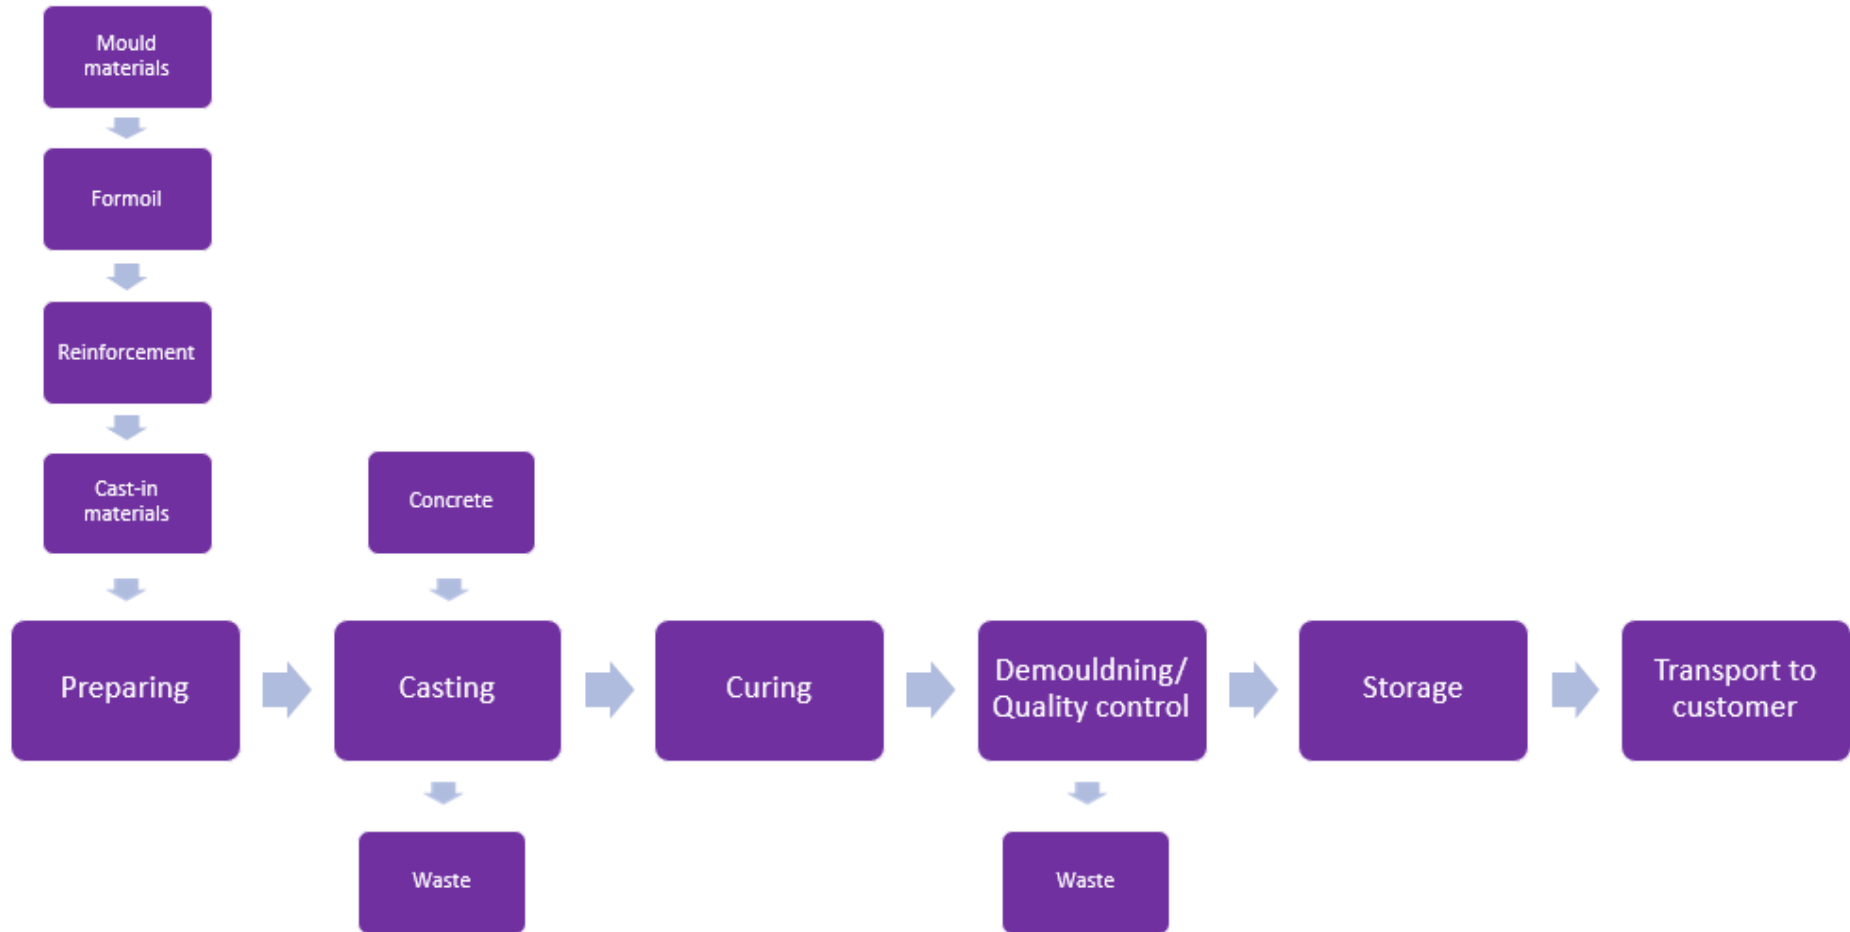 Mould
materials
Formoil
Reinforcement
Cast-in
materials
Concrete
Preparing
Casting
Curing
Demouldning/
Quality control
Storage
Transport to
customer
Waste
Waste